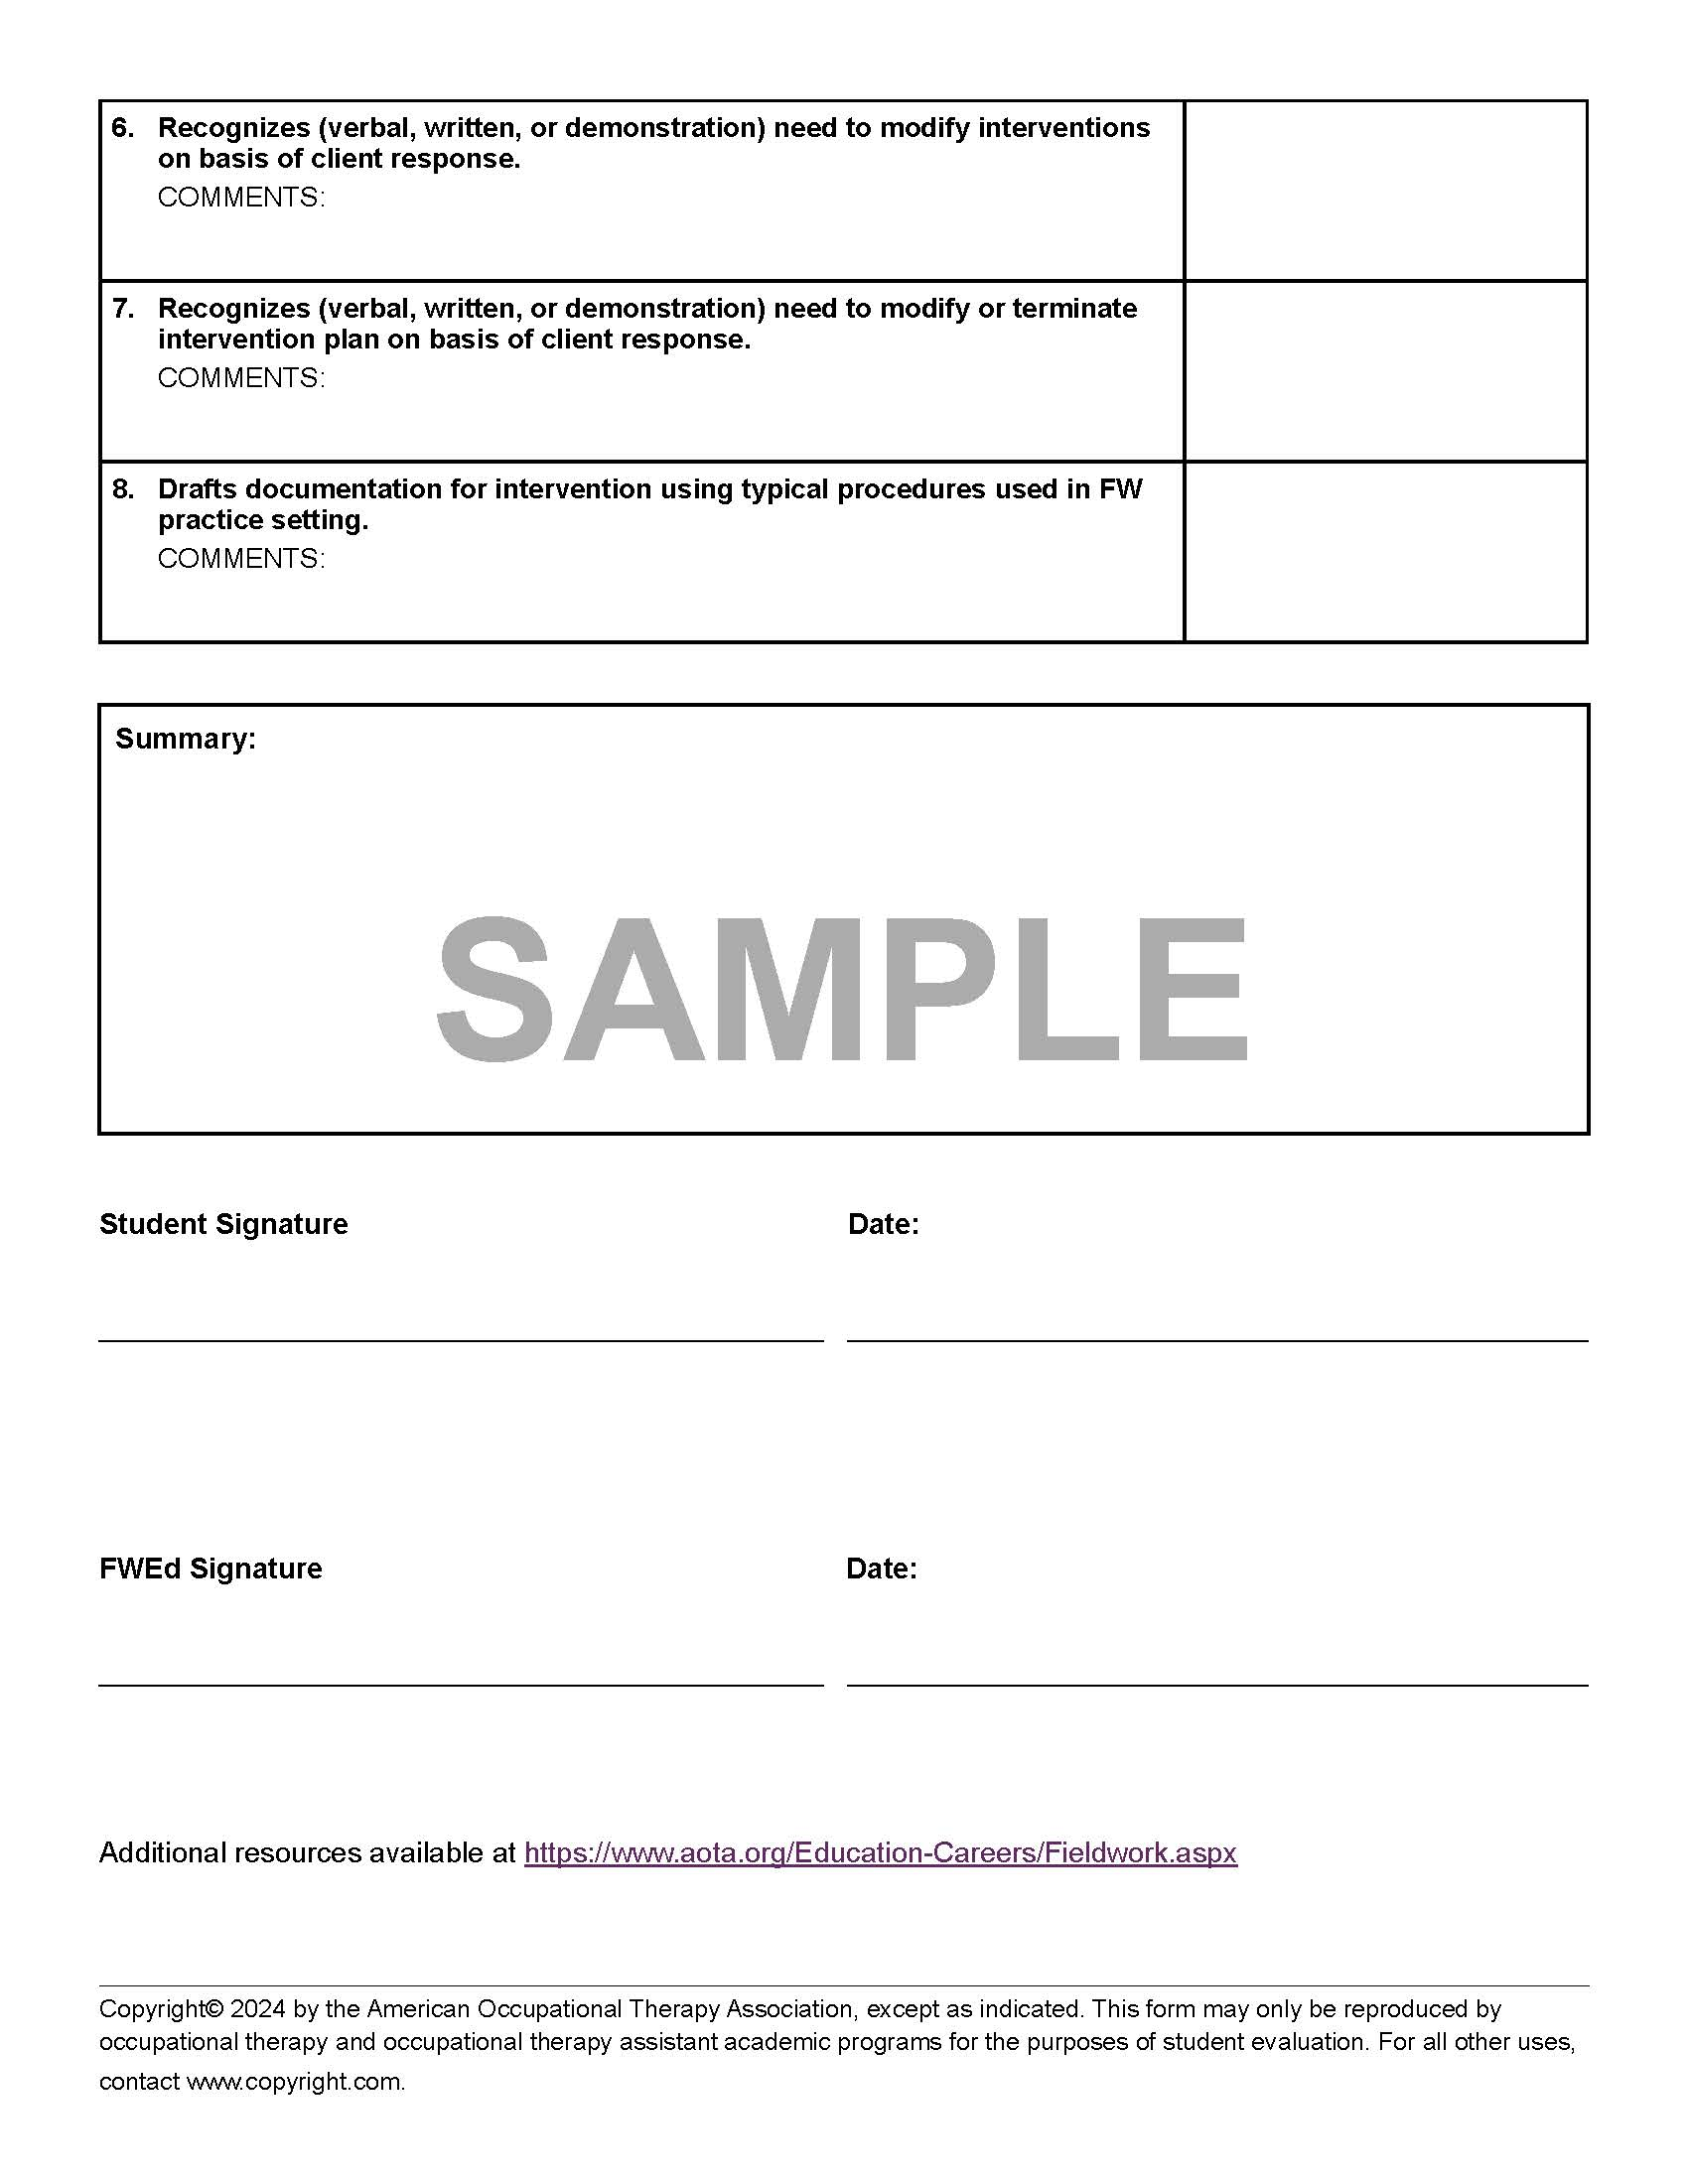 6. Recognizes (verbal, written, or demonstration) need to modify interventions
on basis of client response.
COMMENTS:
7. Recognizes (verbal, written, or demonstration) need to modify or terminate
intervention plan on basis of client response.
COMMENTS:
8. Drafts documentation for intervention using typical procedures used in FW
practice setting.
COMMENTS:
Summary:
SAMPLE
Student Signature Date:
FWEd Signature Date:
Additional resources available at https://www.aota.org/Education-Careers/Fieldwork.aspx
Copyright© 2024 by the American Occupational Therapy Association, except as indicated. This form may only be reproduced by
occupational therapy and occupational therapy assistant academic programs for the purposes of student evaluation. For all other uses,
contact www.copyright.com.